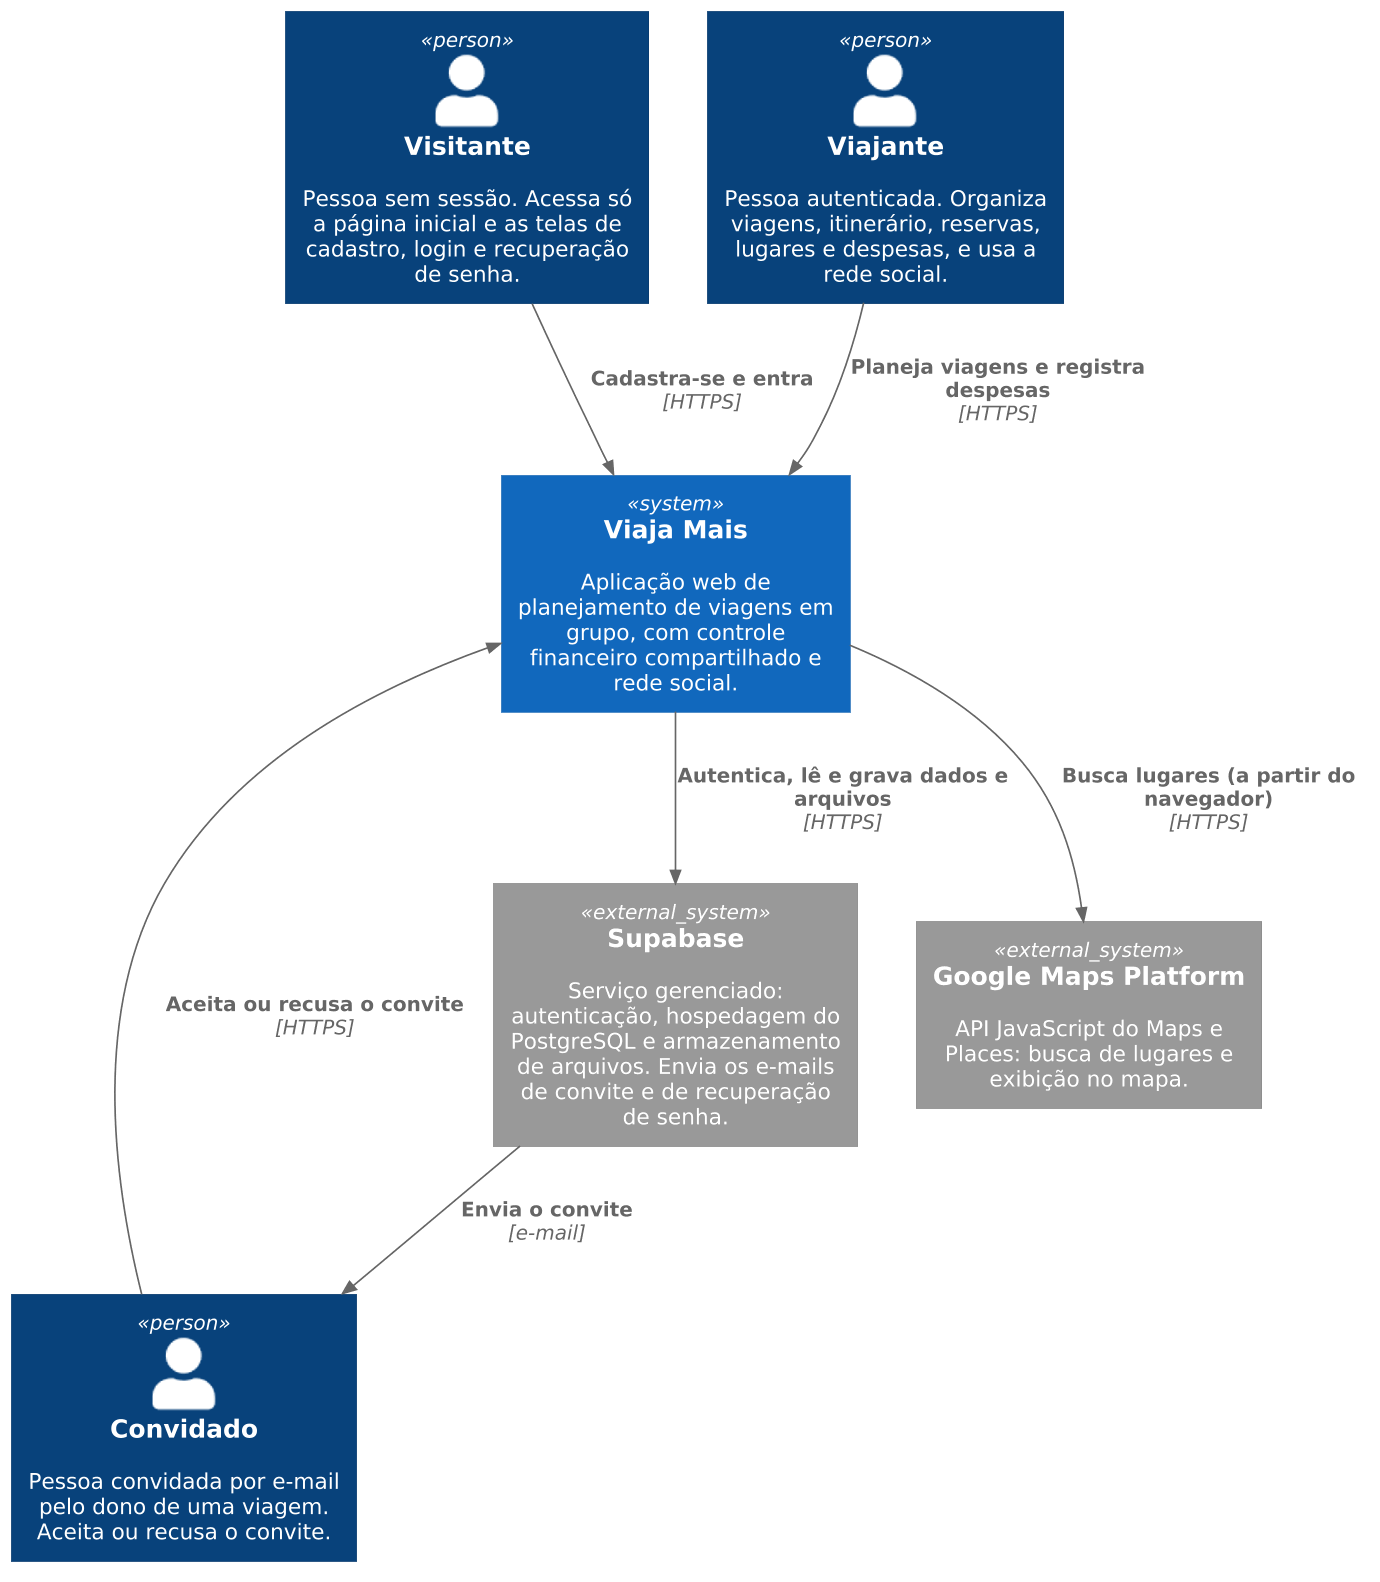 «person»
Visitante
Pessoa sem sessão. Acessa só
a página inicial e as telas de
cadastro, login e recuperação
de senha.
«person»
Viajante
Pessoa autenticada. Organiza
viagens, itinerário, reservas,
lugares e despesas, e usa a
rede social.
Cadastra-se e entra
[HTTPS]
Planeja viagens e registra
despesas
[HTTPS]
«system»
Viaja Mais
Aplicação web de
planejamento de viagens em
grupo, com controle
financeiro compartilhado e
rede social.
Autentica, lê e grava dados e
arquivos
[HTTPS]
Busca lugares (a partir do
navegador)
[HTTPS]
«external_system»
Supabase
Serviço gerenciado:
autenticação, hospedagem do
PostgreSQL e armazenamento
de arquivos. Envia os e-mails
de convite e de recuperação
de senha.
«external_system»
Google Maps Platform
API JavaScript do Maps e
Places: busca de lugares e
exibição no mapa.
Aceita ou recusa o convite
[HTTPS]
Envia o convite
[e-mail]
«person»
Convidado
Pessoa convidada por e-mail
pelo dono de uma viagem.
Aceita ou recusa o convite.